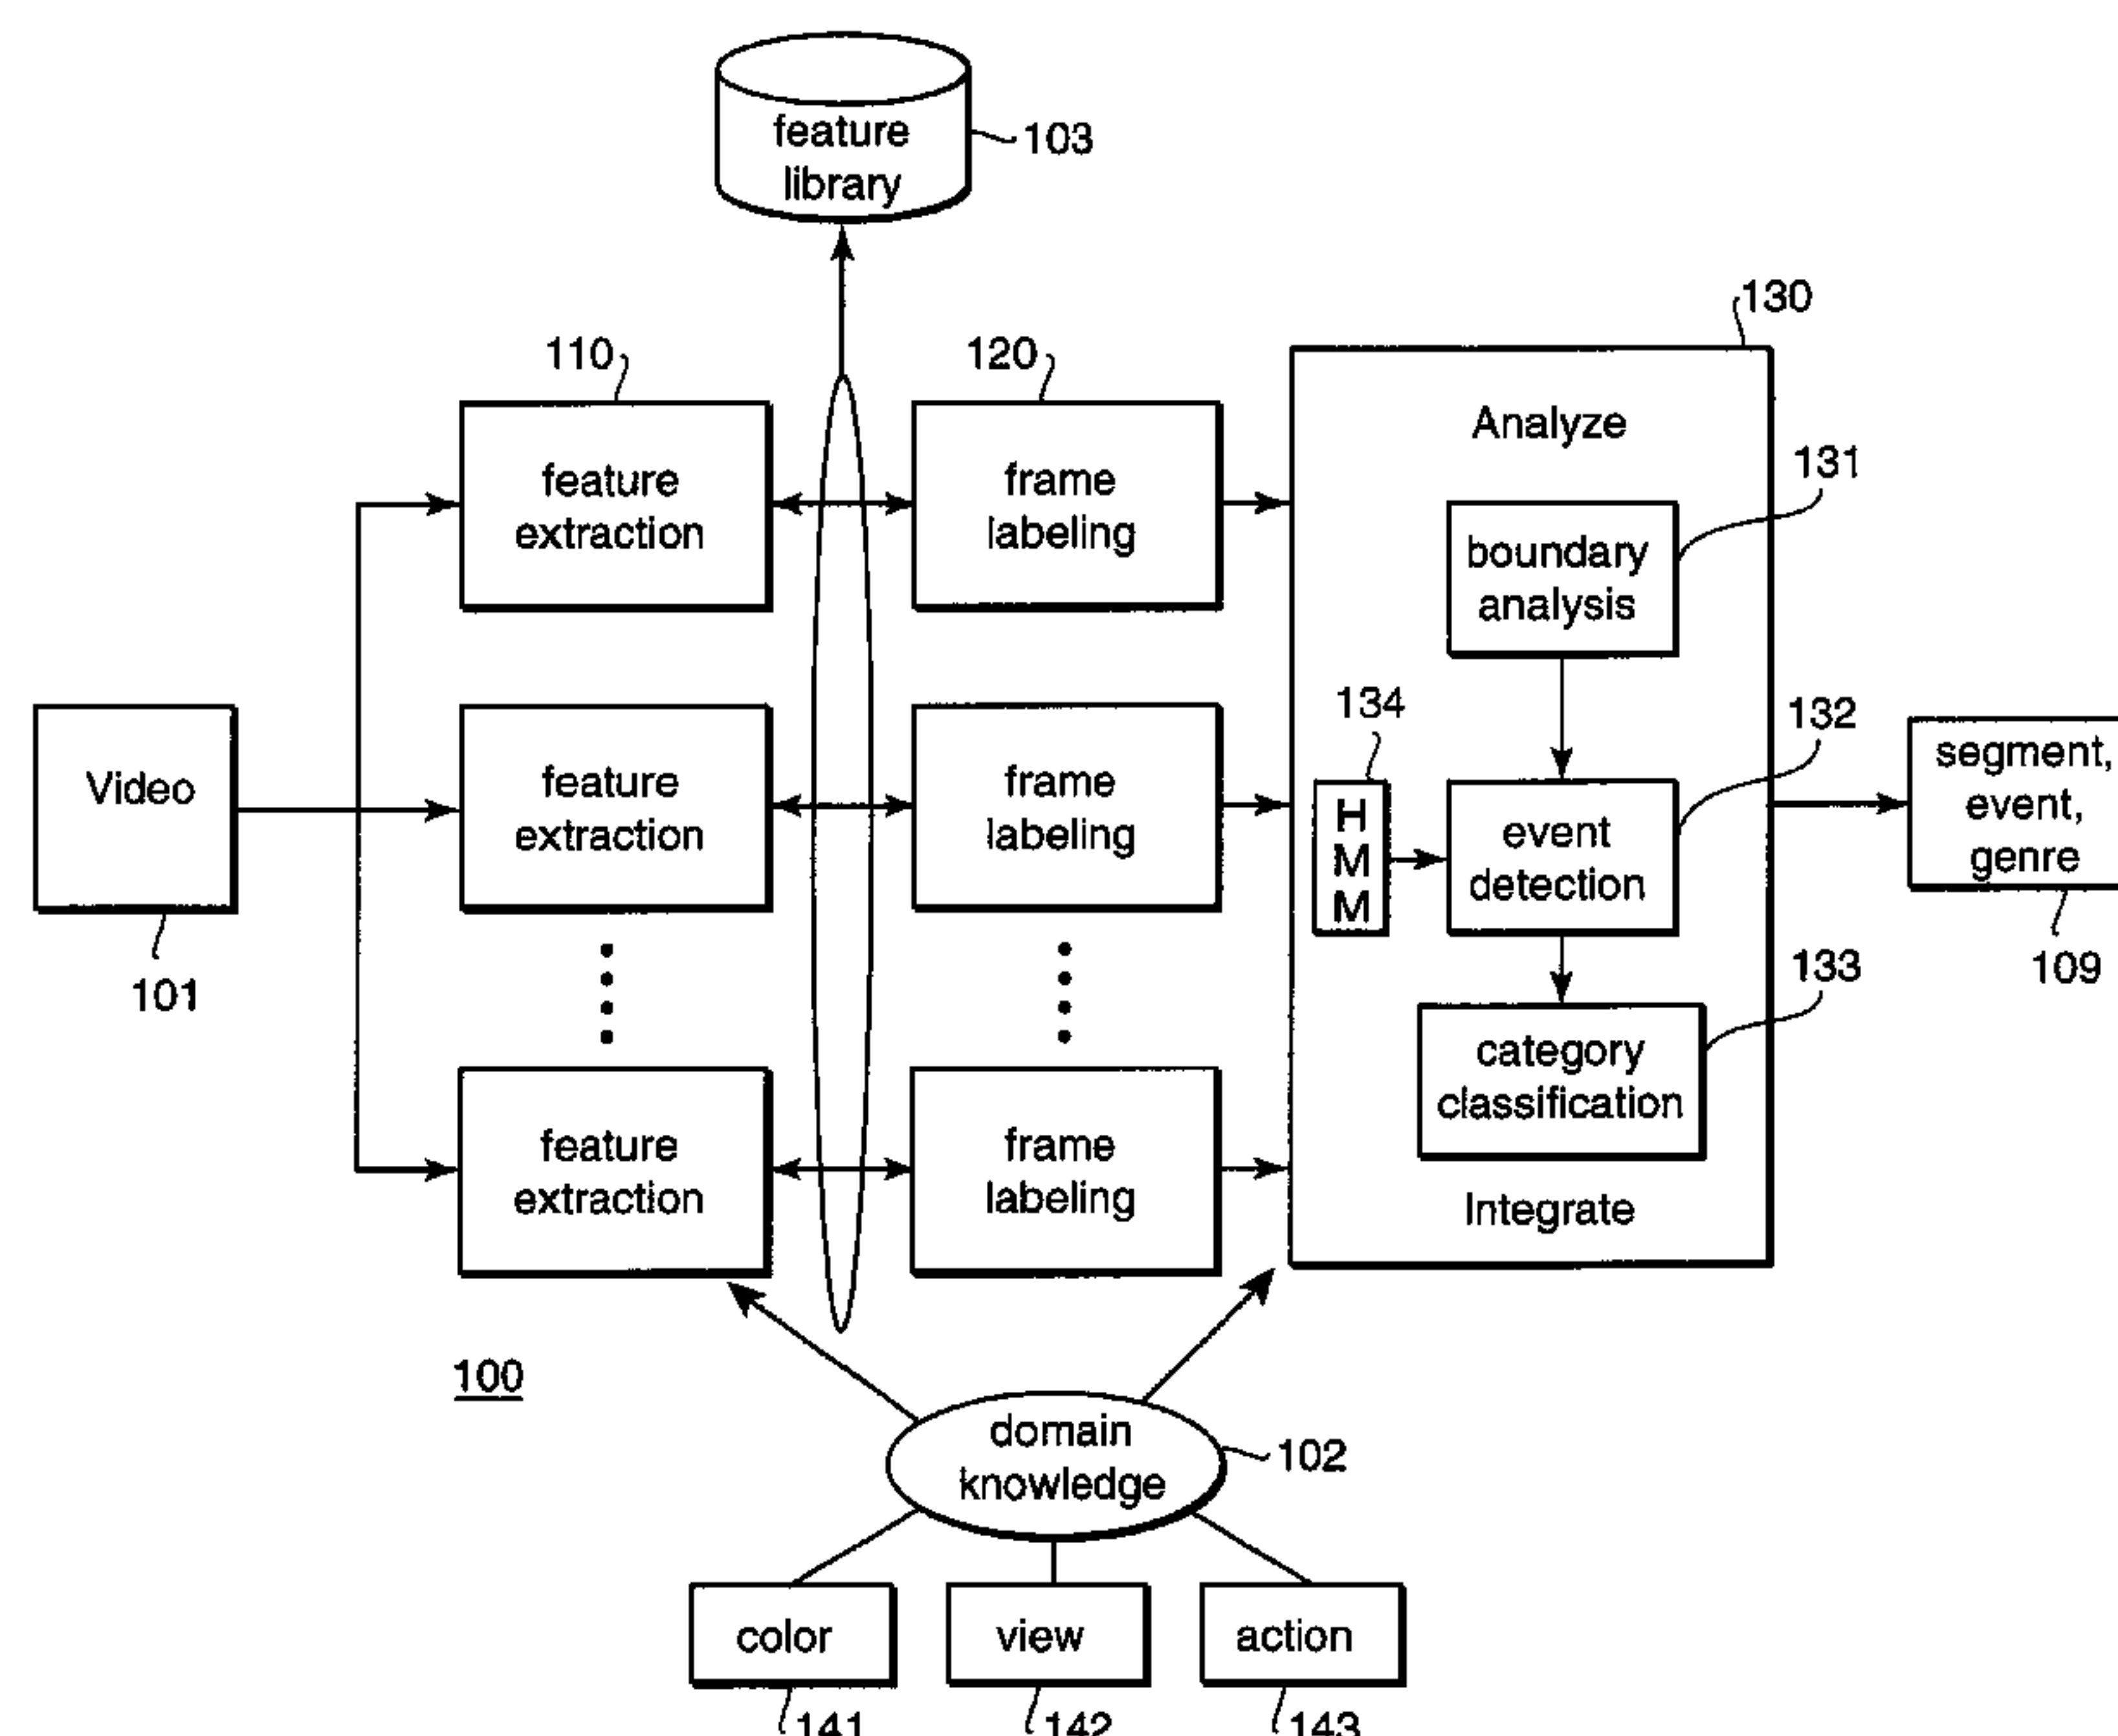 feature
library
103
130
110
120
Analyze
131
feature
extraction
frame
labeling
boundary
analysis
134
132
Video
feature
extraction
frame
labeling
H
M
M
event
detection
segment,
event,
genre
101
133
109
feature
extraction
frame
labeling
category
classification
Integrate
100
domain
knowledge
102
color
view
action
141
142
143